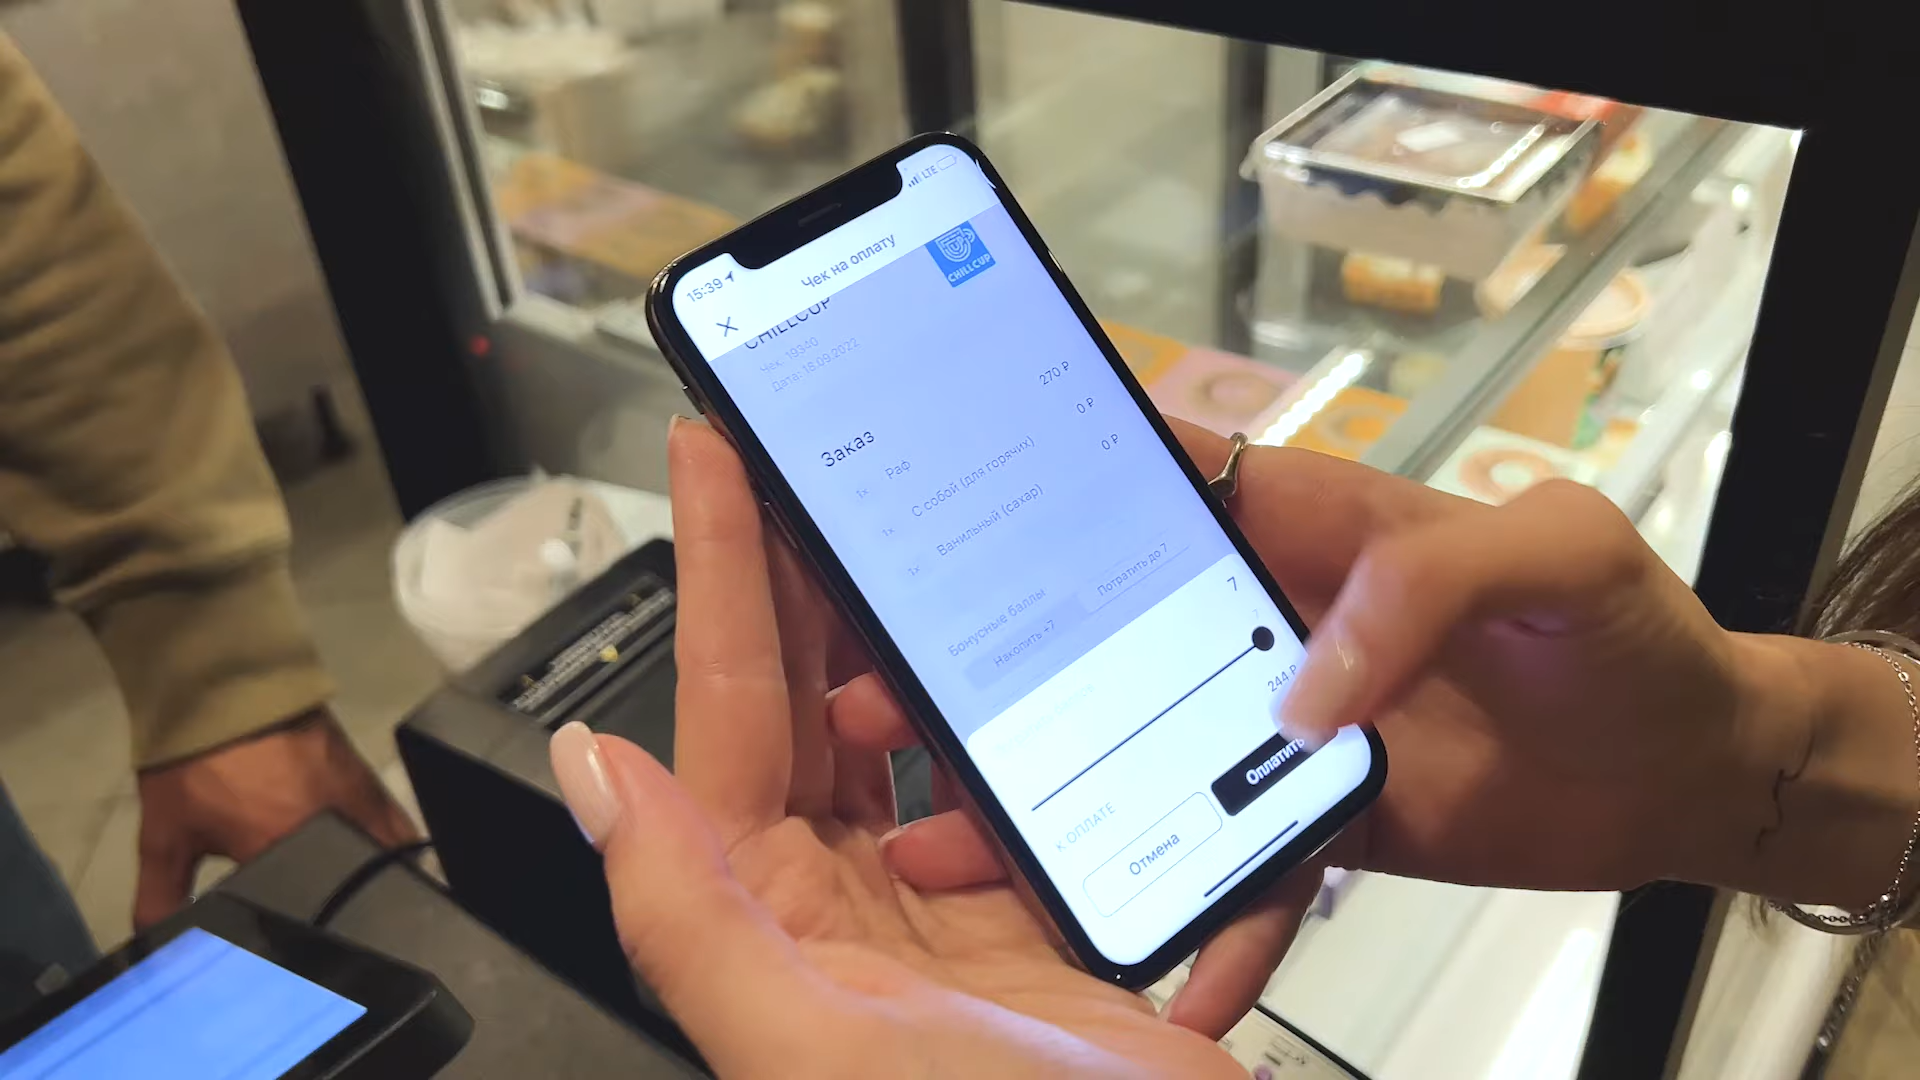 15:39
LTE
Чек на оплату
CHILLCUP
CHILLCUP
Чек: 19340
Дата: 18.09.2022
Заказ
1x Раф 270 ₽
1x С собой (для горячих) 0 ₽
1x Ванильный (сахар) 0 ₽
Бонусные баллы
Накопить +7
Потратить до 7
7
7
К ОПЛАТЕ
244 ₽
Отмена
Оплатить